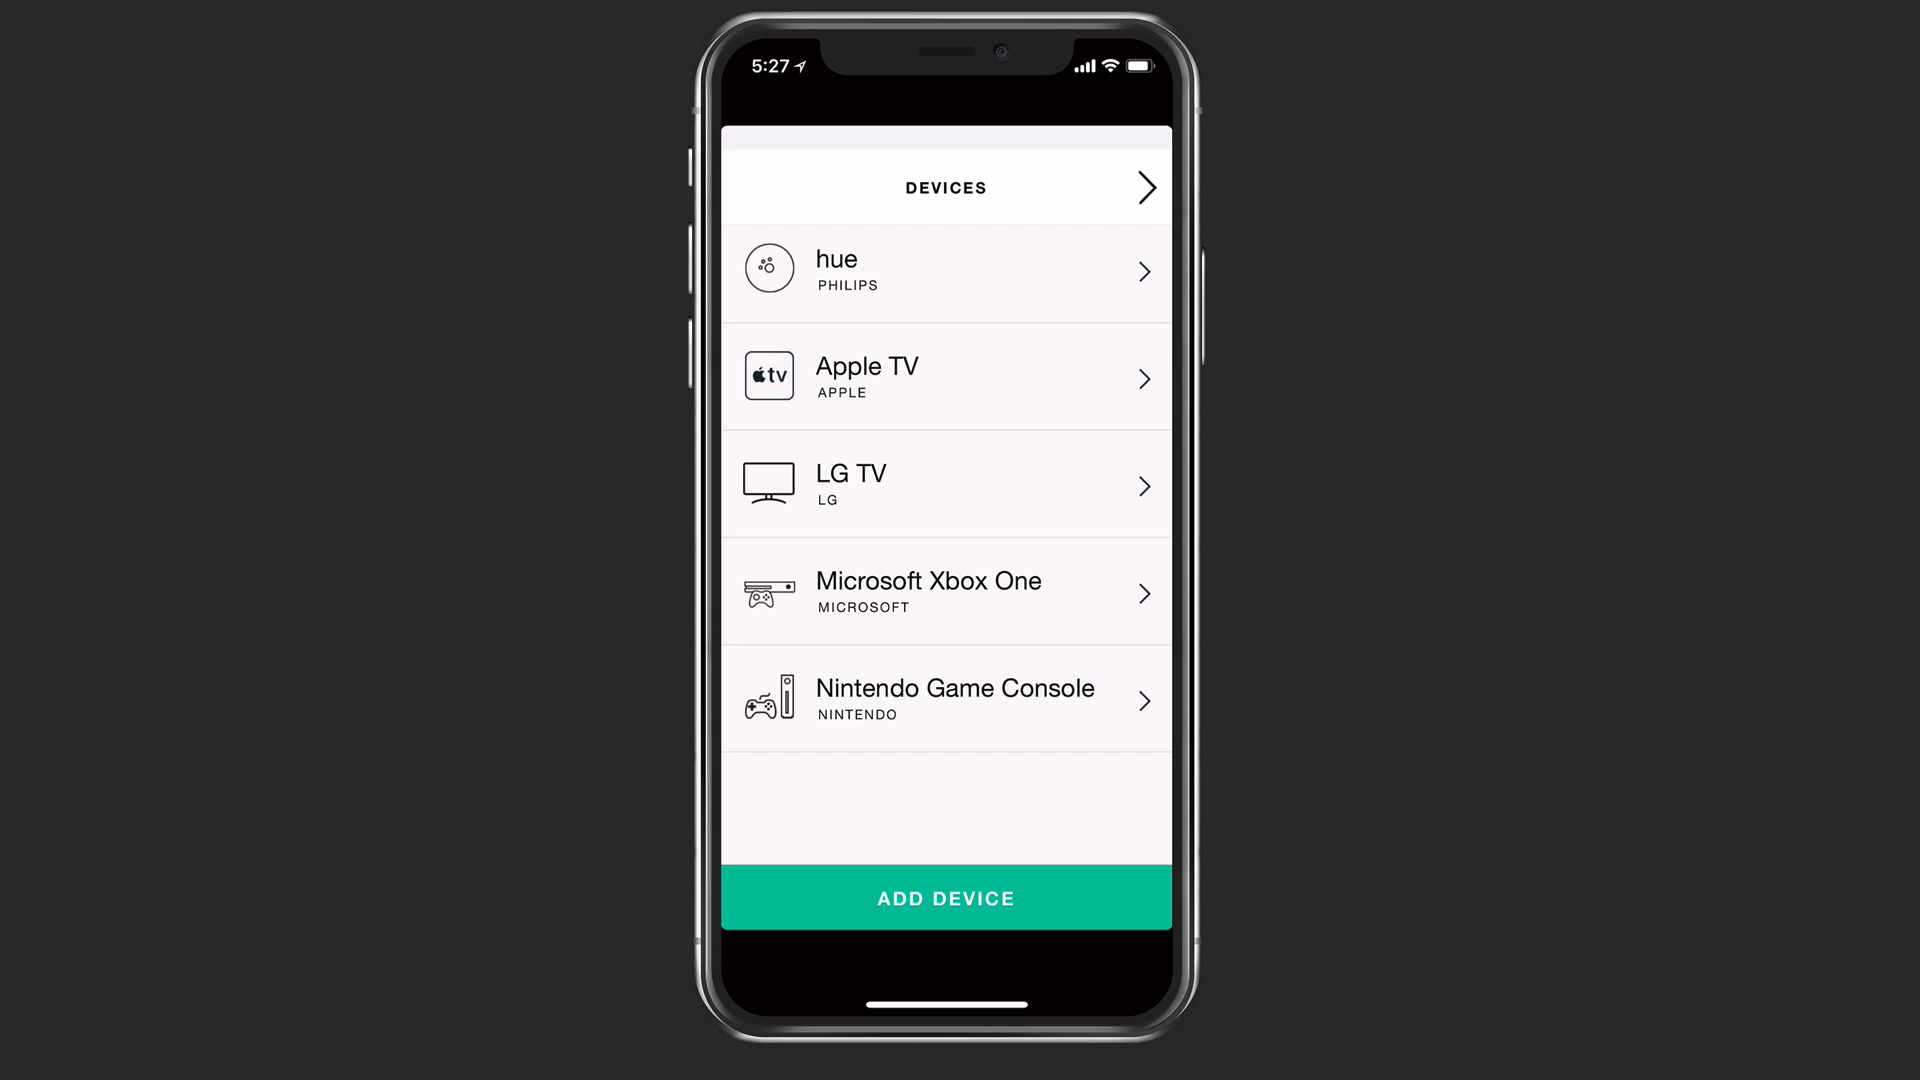 5:27
DEVICES
hue
PHILIPS
tv
Apple TV
APPLE
LG TV
LG
Microsoft Xbox One
MICROSOFT
Nintendo Game Console
NINTENDO
ADD DEVICE